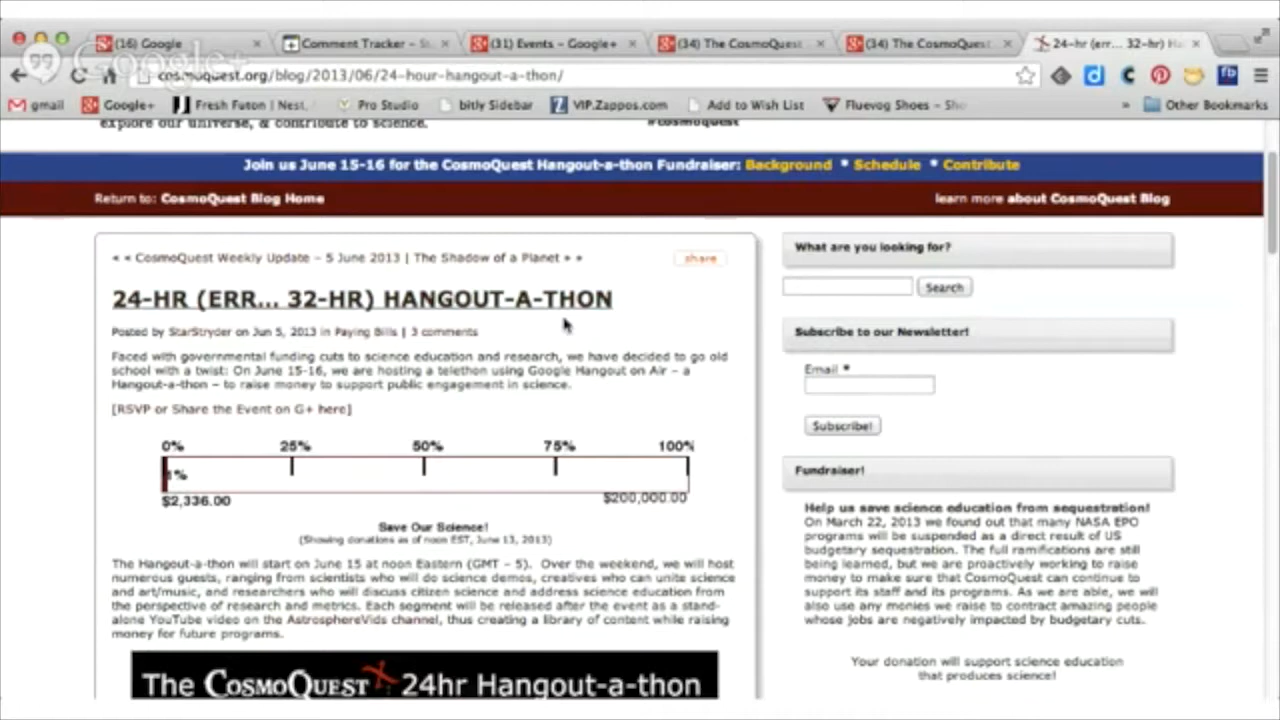 Google+
(16) Google
Comment Tracker – S
(31) Events – Google+
(34) The CosmoQuest
(34) The CosmoQuest
24-hr (err... 32-hr) Ha
cosmoquest.org/blog/2013/06/24-hour-hangout-a-thon/
gmail
Google+
Fresh Futon | Nest.
Pro Studio
bitly Sidebar
VIP.Zappos.com
Add to Wish List
Fluevog Shoes – Sho
»
Other Bookmarks
explore our universe, & contribute to science.
#cosmoquest
Join us June 15-16 for the CosmoQuest Hangout-a-thon Fundraiser: Background * Schedule * Contribute
Return to: CosmoQuest Blog Home
learn more about CosmoQuest Blog
« « CosmoQuest Weekly Update – 5 June 2013 | The Shadow of a Planet » »
share
24-HR (ERR... 32-HR) HANGOUT-A-THON
Posted by StarStryder on Jun 5, 2013 in Paying Bills | 3 comments
Faced with governmental funding cuts to science education and research, we have decided to go old
school with a twist: On June 15-16, we are hosting a telethon using Google Hangout on Air – a
Hangout-a-thon – to raise money to support public engagement in science.
[RSVP or Share the Event on G+ here]
0% 25% 50% 75% 100%
1%
$2,336.00 $200,000.00
Save Our Science!
(Showing donations as of noon EST, June 13, 2013)
The Hangout-a-thon will start on June 15 at noon Eastern (GMT – 5). Over the weekend, we will host
numerous guests, ranging from scientists who will do science demos, creatives who can unite science
and art/music, and researchers who will discuss citizen science and address science education from
the perspective of research and metrics. Each segment will be released after the event as a stand-
alone YouTube video on the AstrosphereVids channel, thus creating a library of content while raising
money for future programs.
The CosmoQuest 24hr Hangout-a-thon
What are you looking for?
Search
Subscribe to our Newsletter!
Email *
Subscribe!
Fundraiser!
Help us save science education from sequestration!
On March 22, 2013 we found out that many NASA EPO
programs will be suspended as a direct result of US
budgetary sequestration. The full ramifications are still
being learned, but we are proactively working to raise
money to make sure that CosmoQuest can continue to
support its staff and its programs. As we are able, we will
also use any monies we raise to contract amazing people
whose jobs are negatively impacted by budgetary cuts.
Your donation will support science education
that produces science!